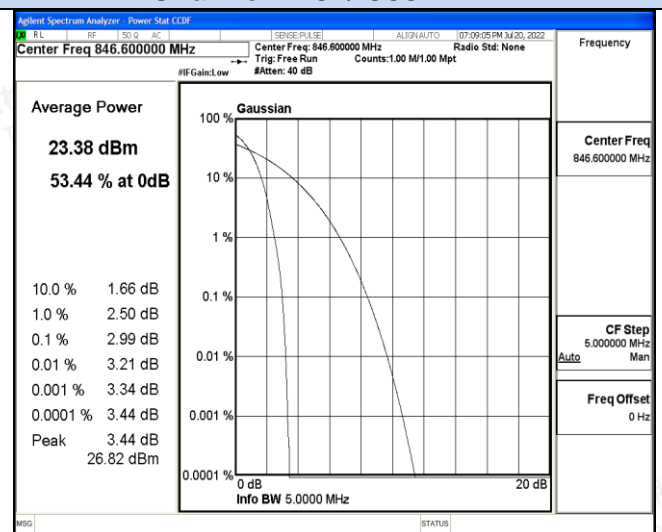 Agilent Spectrum Analyzer - Power Stat CCDF
RL RF 50 Ω AC SENSE:PULSE ALIGN AUTO 07:09:05 PM Jul 20, 2022
Center Freq 846.600000 MHz
Center Freq: 846.600000 MHz Radio Std: None
Trig: Free Run Counts:1.00 M/1.00 Mpt
#IFGain:Low #Atten: 40 dB
Frequency
Average Power
23.38 dBm
53.44 % at 0dB
10.0 % 1.66 dB
1.0 % 2.50 dB
0.1 % 2.99 dB
0.01 % 3.21 dB
0.001 % 3.34 dB
0.0001 % 3.44 dB
Peak 3.44 dB
26.82 dBm
Gaussian
100 %
10 %
1 %
0.1 %
0.01 %
0.001 %
0.0001 %
0 dB 20 dB
Info BW 5.0000 MHz
Center Freq
846.600000 MHz
CF Step
5.000000 MHz
Auto Man
Freq Offset
0 Hz
MSG STATUS